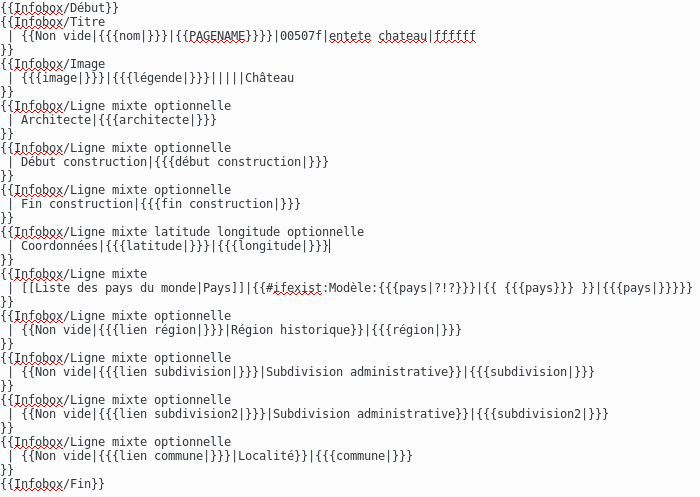 {{Infobox/Début}}
{{Infobox/Titre
 | {{Non vide|{{{nom|}}}|{{PAGENAME}}}}|00507f|entete chateau|ffffff
}}
{{Infobox/Image
 | {{{image|}}}|{{{légende|}}}|||||Château
}}
{{Infobox/Ligne mixte optionnelle
 | Architecte|{{{architecte|}}}
}}
{{Infobox/Ligne mixte optionnelle
 | Début construction|{{{début construction|}}}
}}
{{Infobox/Ligne mixte optionnelle
 | Fin construction|{{{fin construction|}}}
}}
{{Infobox/Ligne mixte latitude longitude optionnelle
 | Coordonnées|{{{latitude|}}}|{{{longitude|}}}
}}
{{Infobox/Ligne mixte
 | [[Liste des pays du monde|Pays]]|{{#ifexist:Modèle:{{{pays|?!?}}}|{{ {{{pays}}} }}|{{{pays|}}}}}
}}
{{Infobox/Ligne mixte optionnelle
 | {{Non vide|{{{lien région|}}}|Région historique}}|{{{région|}}}
}}
{{Infobox/Ligne mixte optionnelle
 | {{Non vide|{{{lien subdivision|}}}|Subdivision administrative}}|{{{subdivision|}}}
}}
{{Infobox/Ligne mixte optionnelle
 | {{Non vide|{{{lien subdivision2|}}}|Subdivision administrative}}|{{{subdivision2|}}}
}}
{{Infobox/Ligne mixte optionnelle
 | {{Non vide|{{{lien commune|}}}|Localité}}|{{{commune|}}}
}}
{{Infobox/Fin}}